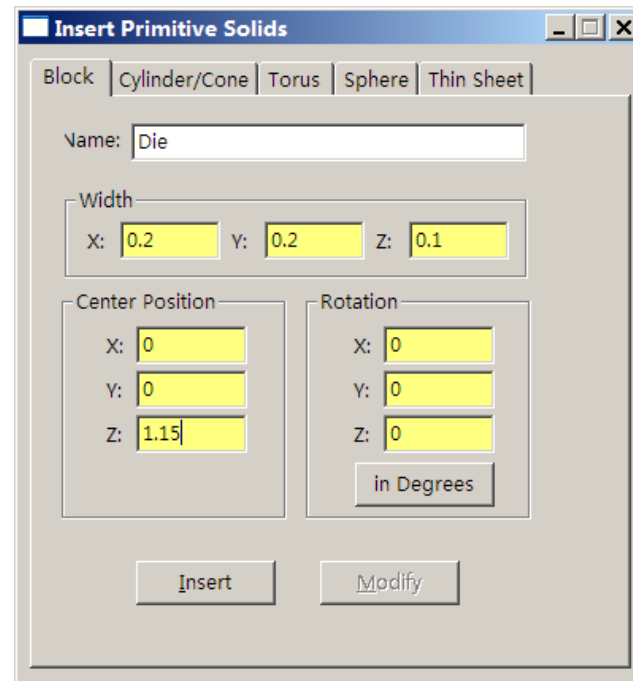 Insert Primitive Solids
Block Cylinder/Cone Torus Sphere Thin Sheet
Name: Die
Width
X: 0.2 Y: 0.2 Z: 0.1
Center Position
X: 0
Y: 0
Z: 1.15
Rotation
X: 0
Y: 0
Z: 0
in Degrees
Insert Modify